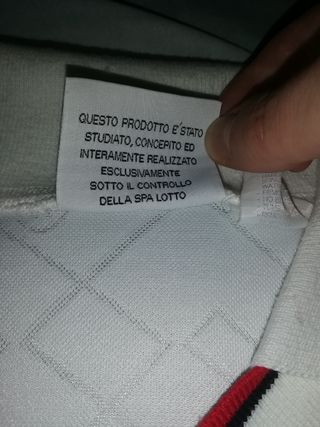 QUESTO PRODOTTO E' STATO
STUDIATO, CONCEPITO ED
INTERAMENTE REALIZZATO
ESCLUSIVAMENTE
SOTTO IL CONTROLLO
DELLA SPA LOTTO